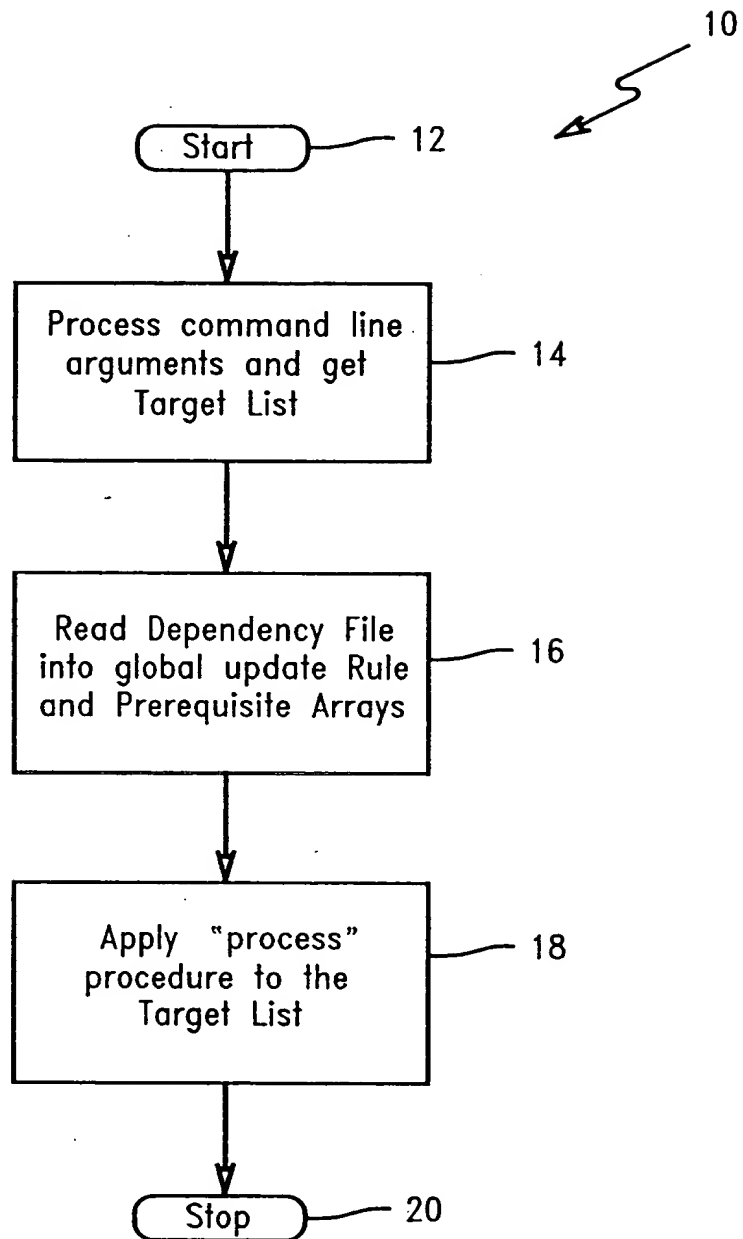 10
Start
12
Process command line
arguments and get
Target List
14
Read Dependency File
into global update Rule
and Prerequisite Arrays
16
Apply “process”
procedure to the
Target List
18
Stop
20